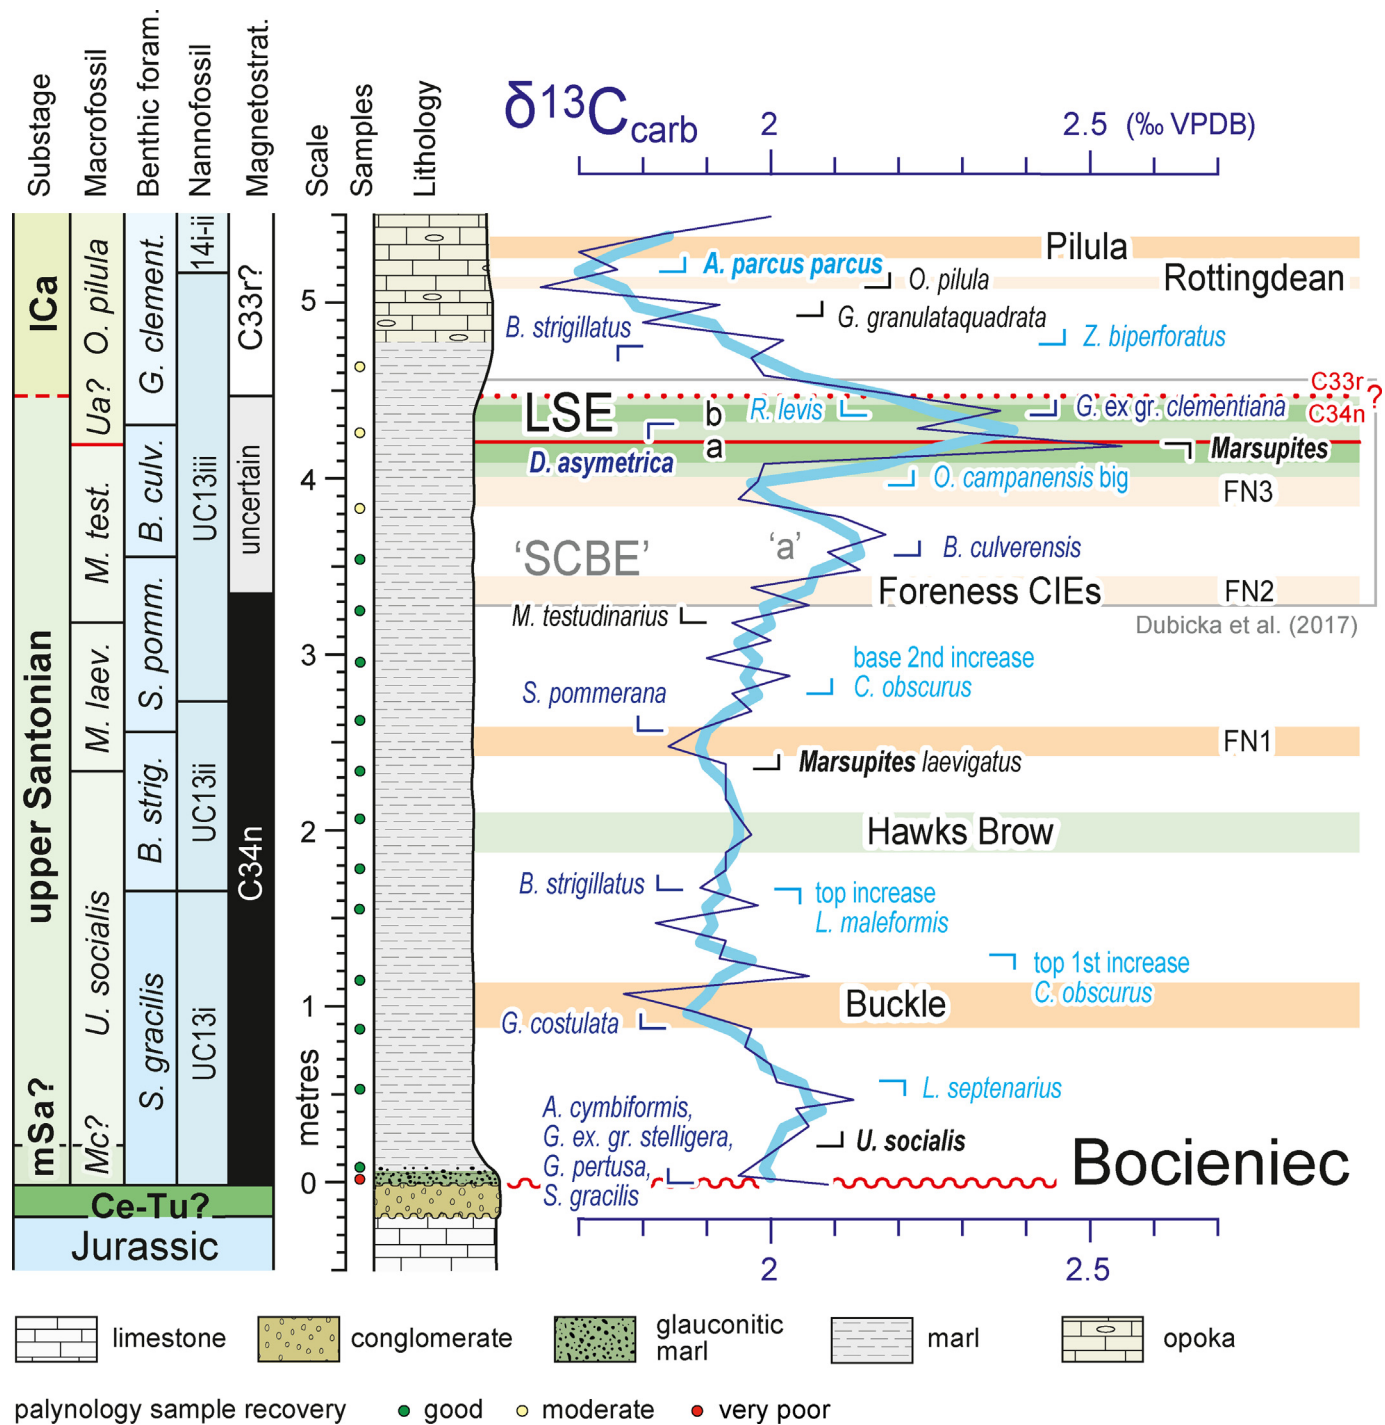 Substage
Macrofossil
Benthic foram.
Nannofossil
Magnetostrat.
Scale
Samples
Lithology
δ13Ccarb
2
2.5
(‰ VPDB)
lCa
upper Santonian
mSa?
O. pilula
Ua?
M. test.
M. laev.
U. socialis
Mc?
G. clement.
B. culv.
S. pomm.
B. strig.
S. gracilis
14i-ii
UC13iii
UC13ii
UC13i
C33r?
uncertain
C34n
Ce-Tu?
Jurassic
5
4
3
2
1
0
metres
Pilula
A. parcus parcus
Rottingdean
O. pilula
G. granulataquadrata
B. strigillatus
Z. biperforatus
C33r
?
C34n
LSE
b
a
R. levis
G. ex gr. clementiana
Marsupites
D. asymetrica
O. campanensis big
FN3
'SCBE'
'a'
B. culverensis
Foreness CIEs
FN2
M. testudinarius
Dubicka et al. (2017)
base 2nd increase
C. obscurus
S. pommerana
FN1
Marsupites laevigatus
Hawks Brow
B. strigillatus
top increase
L. maleformis
top 1st increase
C. obscurus
Buckle
G. costulata
L. septenarius
A. cymbiformis,
G. ex. gr. stelligera,
G. pertusa,
S. gracilis
U. socialis
Bocieniec
2
2.5
limestone
conglomerate
glauconitic
marl
marl
opoka
palynology sample recovery
good
moderate
very poor